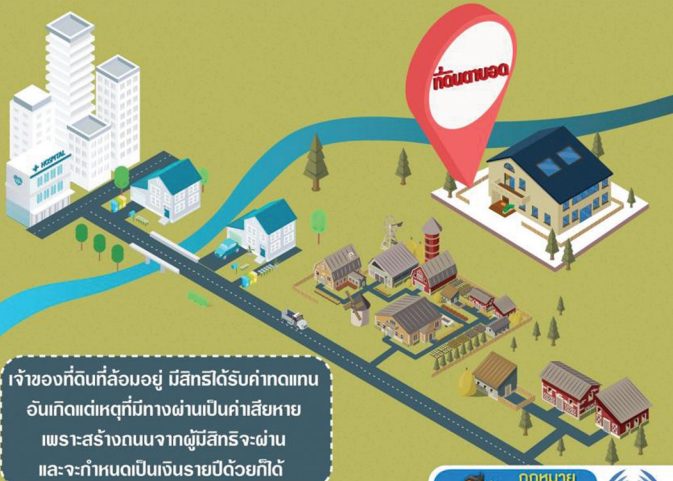 ที่ดินตาบอด
+ HOSPITAL
เจ้าของที่ดินที่ล้อมอยู่ มีสิทธิได้รับค่าทดแทน
อันเกิดแต่เหตุที่มีทางผ่านเป็นค่าเสียหาย
เพราะสร้างถนนจากผู้มีสิทธิจะผ่าน
และจะกำหนดเป็นเงินรายปีด้วยก็ได้
กฎหมาย